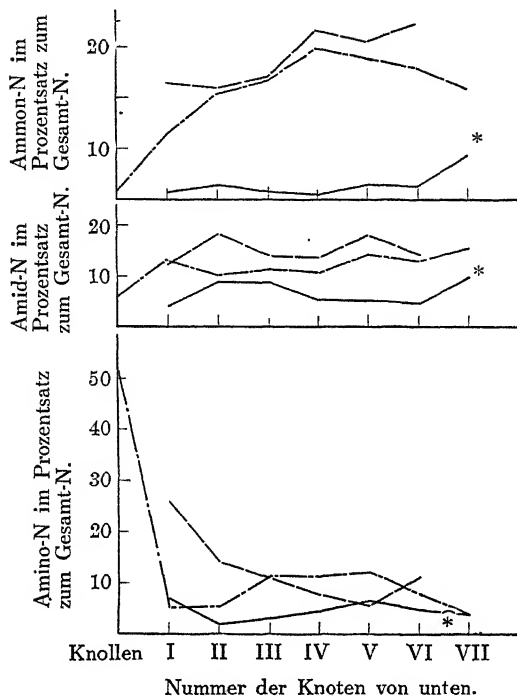 Ammon-N im
Prozentsatz zum
Gesamt-N.
20
10
*
Amid-N im
Prozentsatz
zum Gesamt-N.
20
10
*
Amino-N im Prozentsatz
zum Gesamt-N.
50
40
30
20
10
*
Knollen I II III IV V VI VII
Nummer der Knoten von unten.